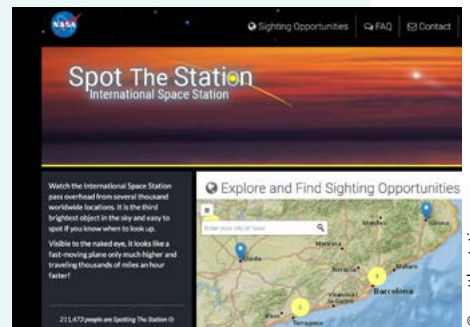 NASA
Sighting Opportunities
FAQ
Contact
Spot The Station
International Space Station
Watch the International Space Station
pass overhead from several thousand
worldwide locations. It is the third
brightest object in the sky and easy to
spot if you know when to look up.
Visible to the naked eye, it looks like a
fast-moving plane only much higher and
traveling thousands of miles an hour
faster!
211,473 people are Spotting The Station
Explore and Find Sighting Opportunities
Enter your city or town
Manresa
Mataro
Barcelona
Tarragona